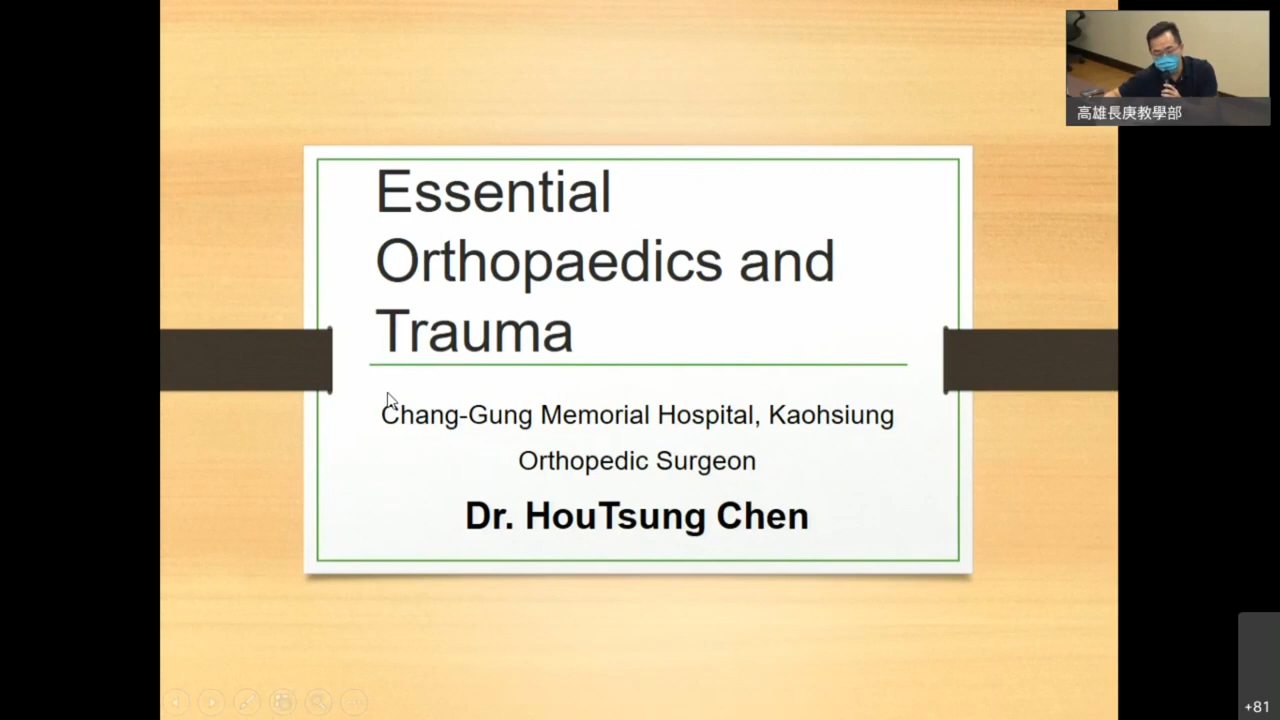 Essential
Orthopaedics and
Trauma
Chang-Gung Memorial Hospital, Kaohsiung
Orthopedic Surgeon
Dr. HouTsung Chen
高雄長庚教學部
+81